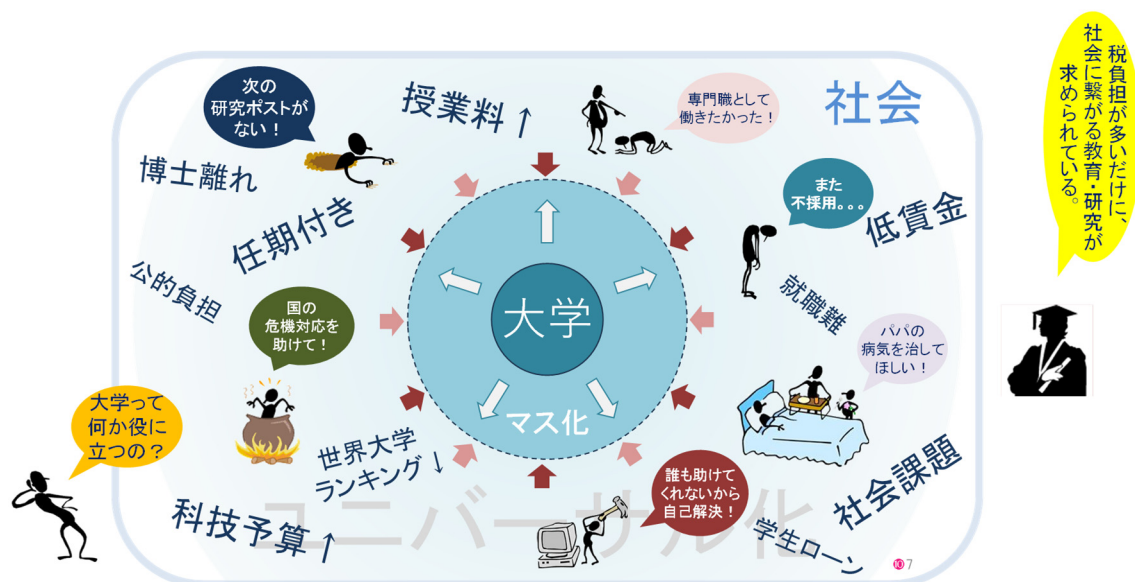 税負担が多いだけに、
社会に繋がる教育・研究が
求められている。
社会
次の
研究ポストが
ない！
授業料↑
専門職として
働きたかった！
博士離れ
任期付き
また
不採用。。。
低賃金
公的負担
国の
危機対応を
助けて！
大学
就職難
パパの
病気を治して
ほしい！
大学って
何か役に
立つの？
マス化
世界大学
ランキング↓
誰も助けて
くれないから
自己解決！
社会課題
科技予算↑
ユニバーサル化
学生ローン
10 7